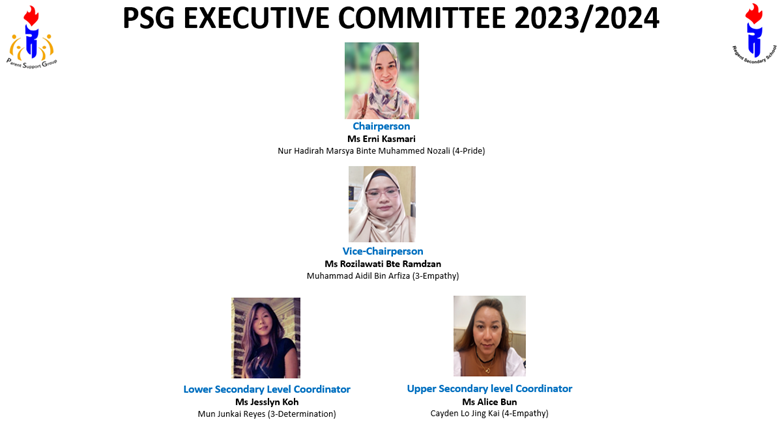 PSG EXECUTIVE COMMITTEE 2023/2024
Parent Support Group
Regent Secondary School
Chairperson
Ms Erni Kasmari
Nur Hadirah Marsya Binte Muhammed Nozali (4-Pride)
Vice-Chairperson
Ms Rozilawati Bte Ramdzan
Muhammad Aidil Bin Arfiza (3-Empathy)
Lower Secondary Level Coordinator
Ms Jesslyn Koh
Mun Junkai Reyes (3-Determination)
Upper Secondary level Coordinator
Ms Alice Bun
Cayden Lo Jing Kai (4-Empathy)